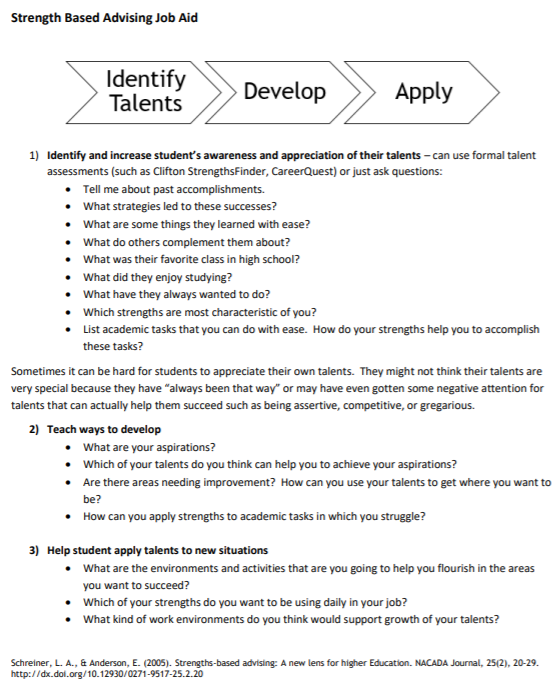 Strength Based Advising Job Aid
Identify
Talents
Develop
Apply
1) Identify and increase student's awareness and appreciation of their talents – can use formal talent
assessments (such as Clifton StrengthsFinder, CareerQuest) or just ask questions:
• Tell me about past accomplishments.
• What strategies led to these successes?
• What are some things they learned with ease?
• What do others complement them about?
• What was their favorite class in high school?
• What did they enjoy studying?
• What have they always wanted to do?
• Which strengths are most characteristic of you?
• List academic tasks that you can do with ease. How do your strengths help you to accomplish
these tasks?
Sometimes it can be hard for students to appreciate their own talents. They might not think their talents are
very special because they have "always been that way" or may have even gotten some negative attention for
talents that can actually help them succeed such as being assertive, competitive, or gregarious.
2) Teach ways to develop
• What are your aspirations?
• Which of your talents do you think can help you to achieve your aspirations?
• Are there areas needing improvement? How can you use your talents to get where you want to
be?
• How can you apply strengths to academic tasks in which you struggle?
3) Help student apply talents to new situations
• What are the environments and activities that are you going to help you flourish in the areas
you want to succeed?
• Which of your strengths do you want to be using daily in your job?
• What kind of work environments do you think would support growth of your talents?
Schreiner, L. A., & Anderson, E. (2005). Strengths-based advising: A new lens for higher Education. NACADA Journal, 25(2), 20-29.
http://dx.doi.org/10.12930/0271-9517-25.2.20